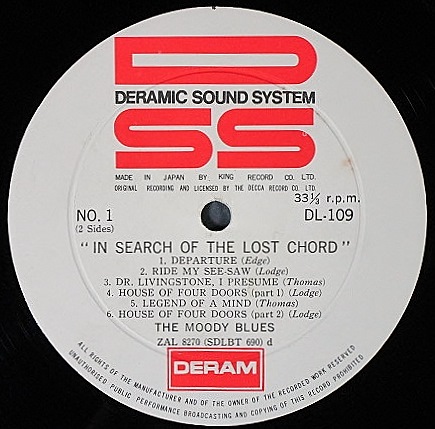 DSS
DERAMIC SOUND SYSTEM
MADE IN JAPAN BY KING RECORD CO. LTD.
ORIGINAL RECORDING AND LICENSED BY THE DECCA RECORD CO. LTD.
33⅓ r.p.m.
NO. 1
(2 Sides)
DL-109
"IN SEARCH OF THE LOST CHORD"
1. DEPARTURE (Edge)
2. RIDE MY SEE-SAW (Lodge)
3. DR. LIVINGSTONE, I PRESUME (Thomas)
4. HOUSE OF FOUR DOORS (part 1) (Lodge)
5. LEGEND OF A MIND (Thomas)
6. HOUSE OF FOUR DOORS (part 2) (Lodge)
THE MOODY BLUES
ZAL 8270 (SDLBT 690) d
DERAM
ALL RIGHTS OF THE MANUFACTURER AND OF THE OWNER OF THE RECORDED WORK RESERVED
UNAUTHORISED PUBLIC PERFORMANCE BROADCASTING AND COPYING OF THIS RECORD PROHIBITED.